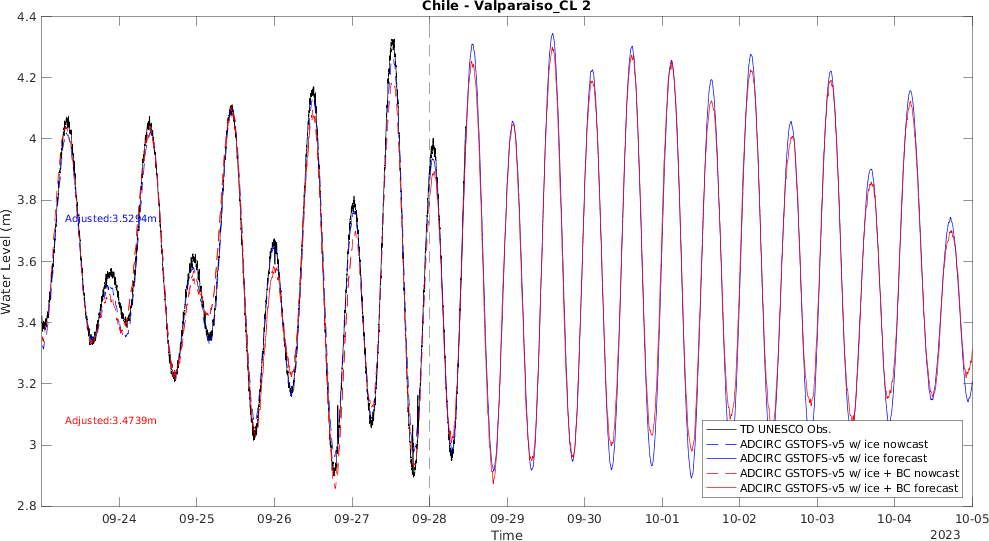 Chile - Valparaiso_CL 2
4.4
4.2
4
3.8
3.6
3.4
3.2
3
2.8
Water Level (m)
Adjusted:3.5294m
Adjusted:3.4739m
TD UNESCO Obs.
ADCIRC GSTOFS-v5 w/ ice nowcast
ADCIRC GSTOFS-v5 w/ ice forecast
ADCIRC GSTOFS-v5 w/ ice + BC nowcast
ADCIRC GSTOFS-v5 w/ ice + BC forecast
09-24 09-25 09-26 09-27 09-28 09-29 09-30 10-01 10-02 10-03 10-04 10-05
Time
2023